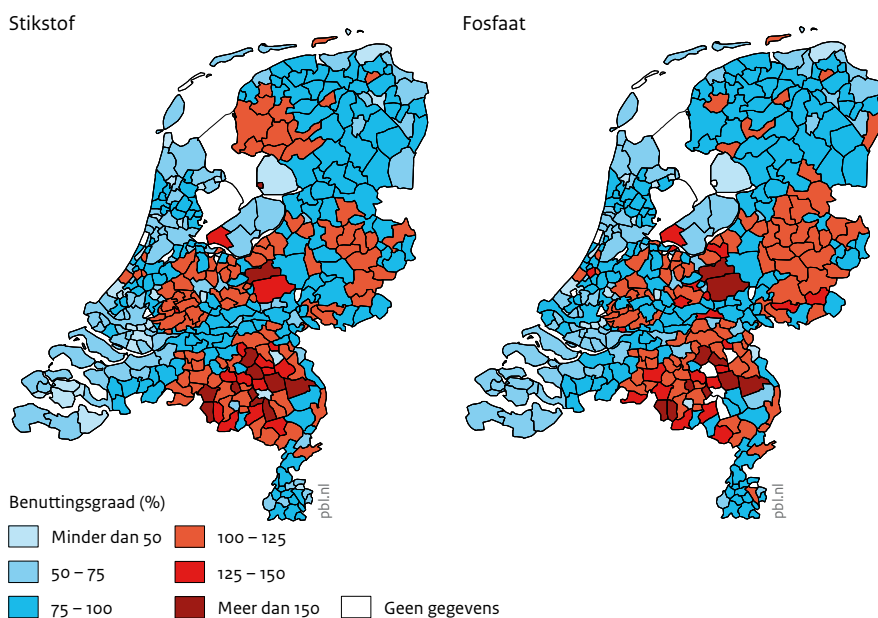 Stikstof
Fosfaat
pbl.nl
pbl.nl
Benuttingsgraad (%)
Minder dan 50
50 – 75
75 – 100
100 – 125
125 – 150
Meer dan 150
Geen gegevens